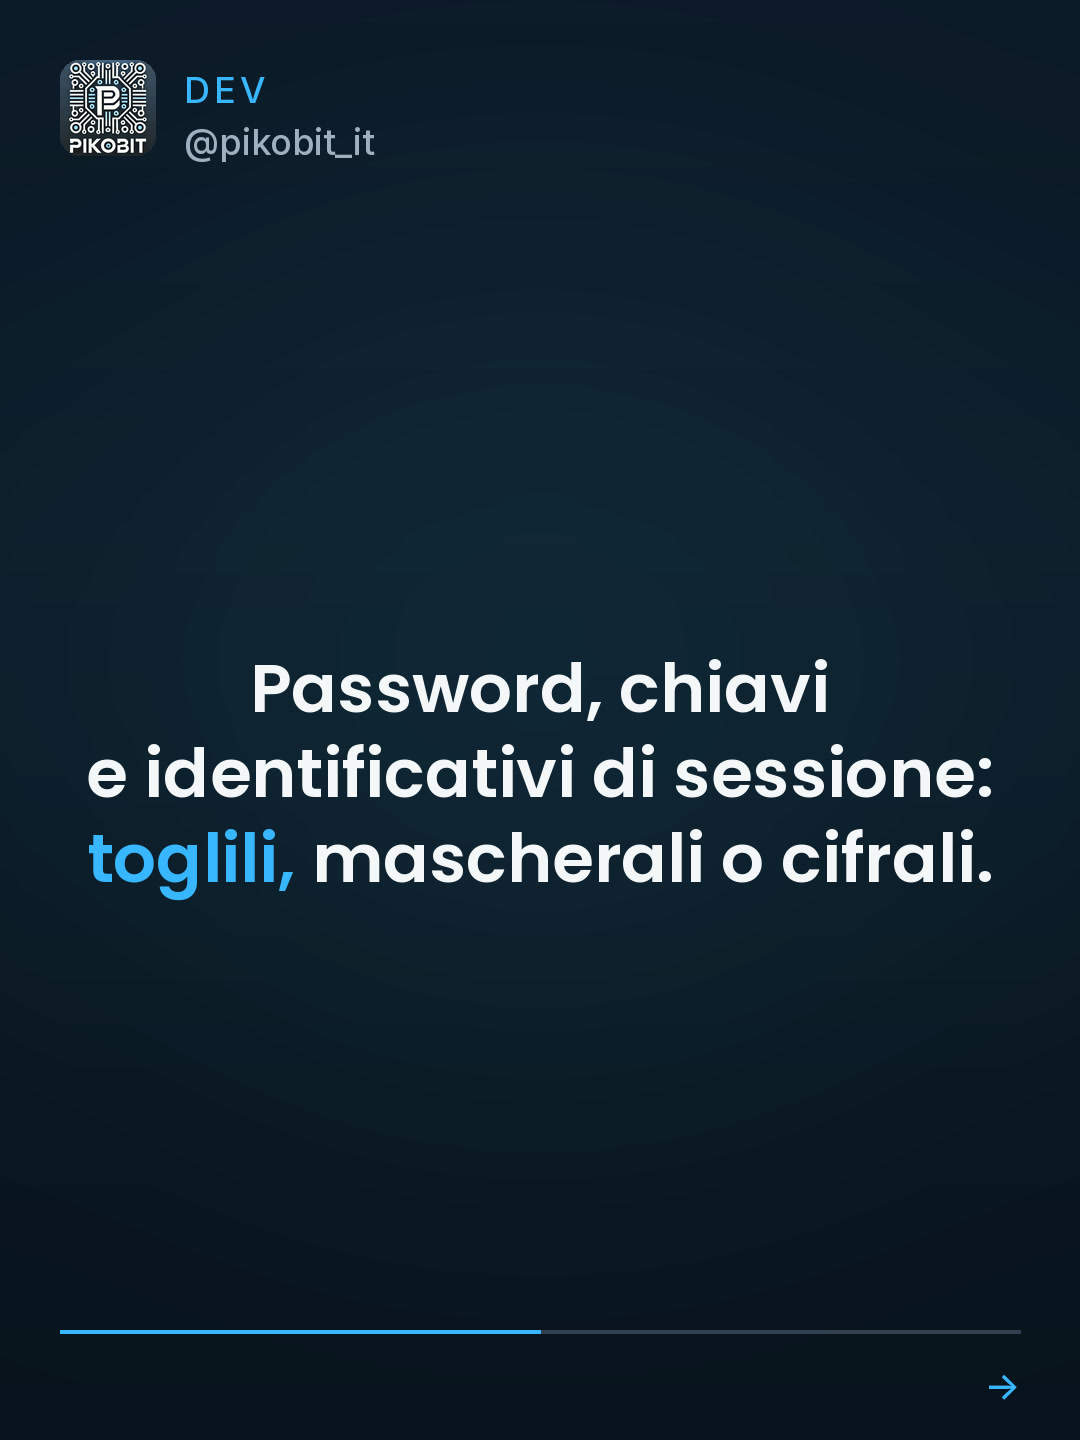 PIKOBIT
DEV
@pikobit_it
Password, chiavi
e identificativi di sessione:
toglili, mascherali o cifrali.